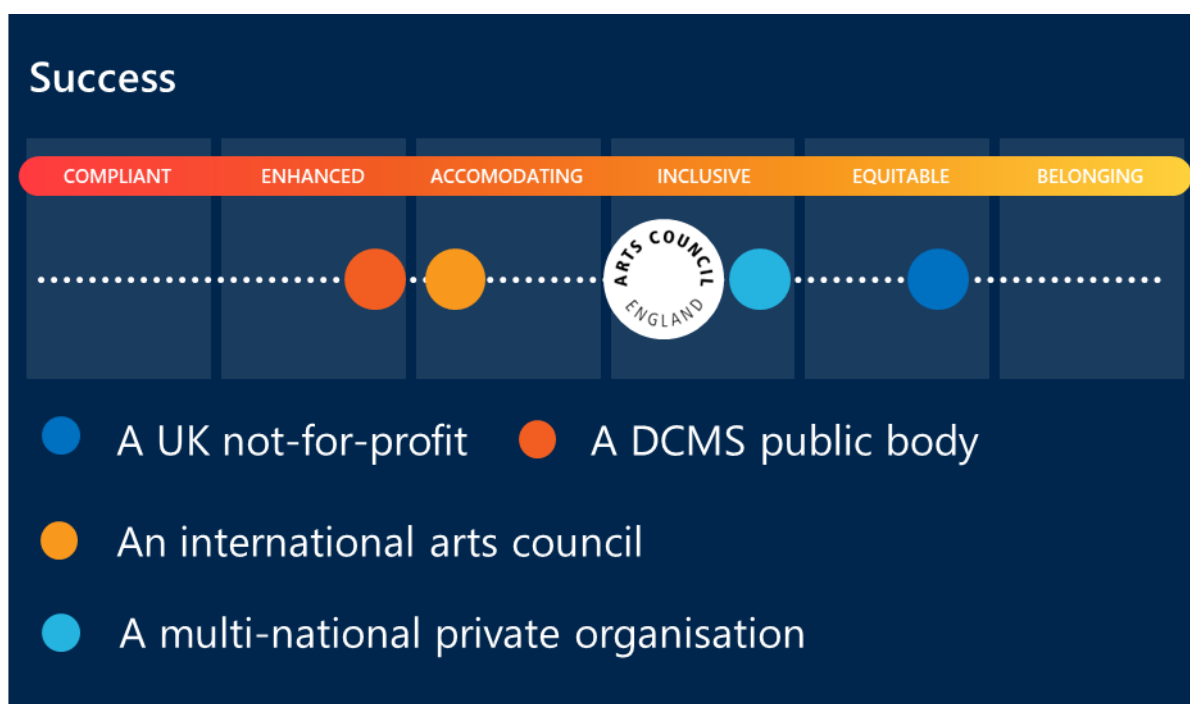 Success
COMPLIANT ENHANCED ACCOMODATING INCLUSIVE EQUITABLE BELONGING
ARTS COUNCIL
ENGLAND
A UK not-for-profit A DCMS public body
An international arts council
A multi-national private organisation